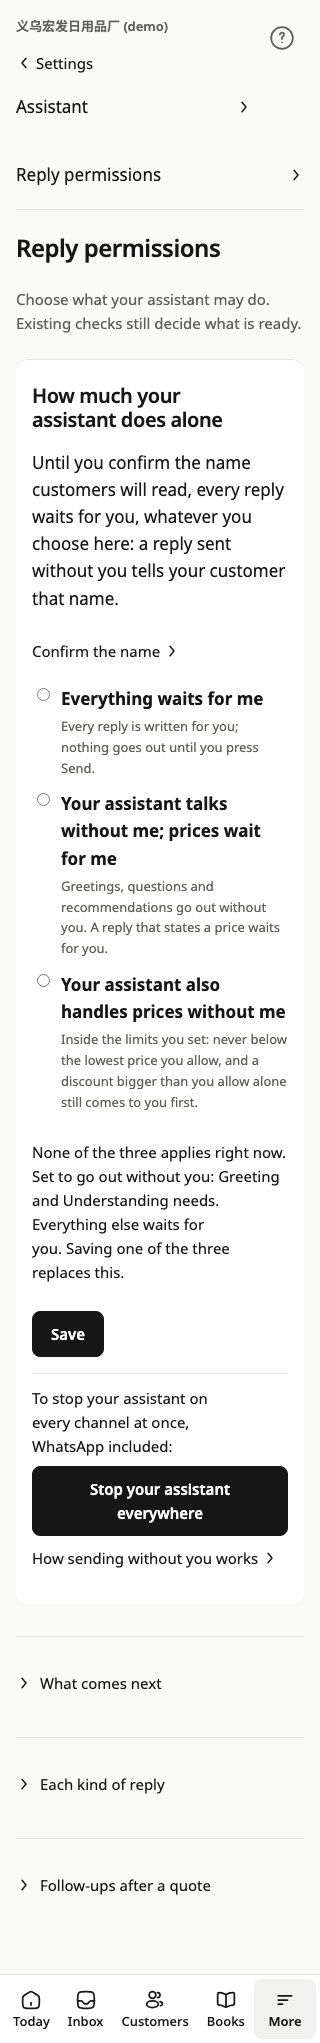 义乌宏发日用品厂 (demo)
Settings
Assistant
Reply permissions
Reply permissions
Choose what your assistant may do.
Existing checks still decide what is ready.
How much your
assistant does alone
Until you confirm the name
customers will read, every reply
waits for you, whatever you
choose here: a reply sent
without you tells your customer
that name.
Confirm the name
Everything waits for me
Every reply is written for you;
nothing goes out until you press
Send.
Your assistant talks
without me; prices wait
for me
Greetings, questions and
recommendations go out without
you. A reply that states a price waits
for you.
Your assistant also
handles prices without me
Inside the limits you set: never below
the lowest price you allow, and a
discount bigger than you allow alone
still comes to you first.
None of the three applies right now.
Set to go out without you: Greeting
and Understanding needs.
Everything else waits for
you. Saving one of the three
replaces this.
Save
To stop your assistant on
every channel at once,
WhatsApp included:
Stop your assistant
everywhere
How sending without you works
What comes next
Each kind of reply
Follow-ups after a quote
Today Inbox Customers Books More